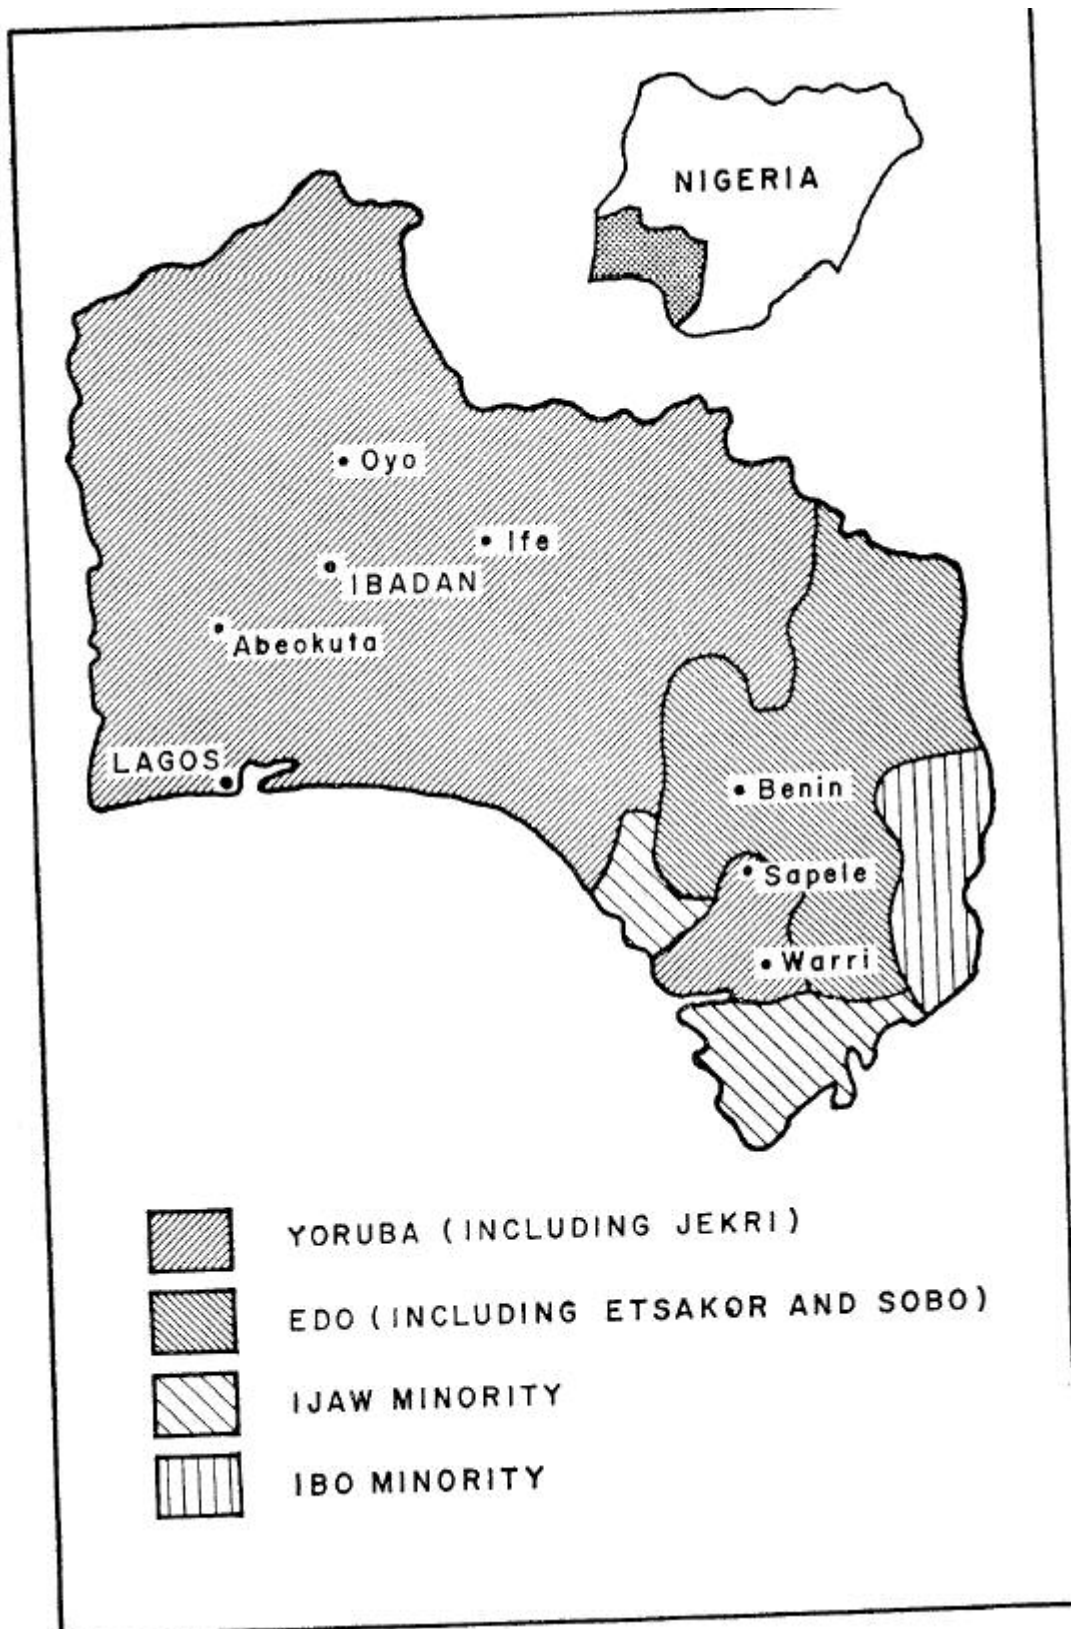 NIGERIA
Oyo
Ife
IBADAN
Abeokuta
LAGOS
Benin
Sapele
Warri
YORUBA (INCLUDING JEKRI)
EDO (INCLUDING ETSAKOR AND SOBO)
IJAW MINORITY
IBO MINORITY